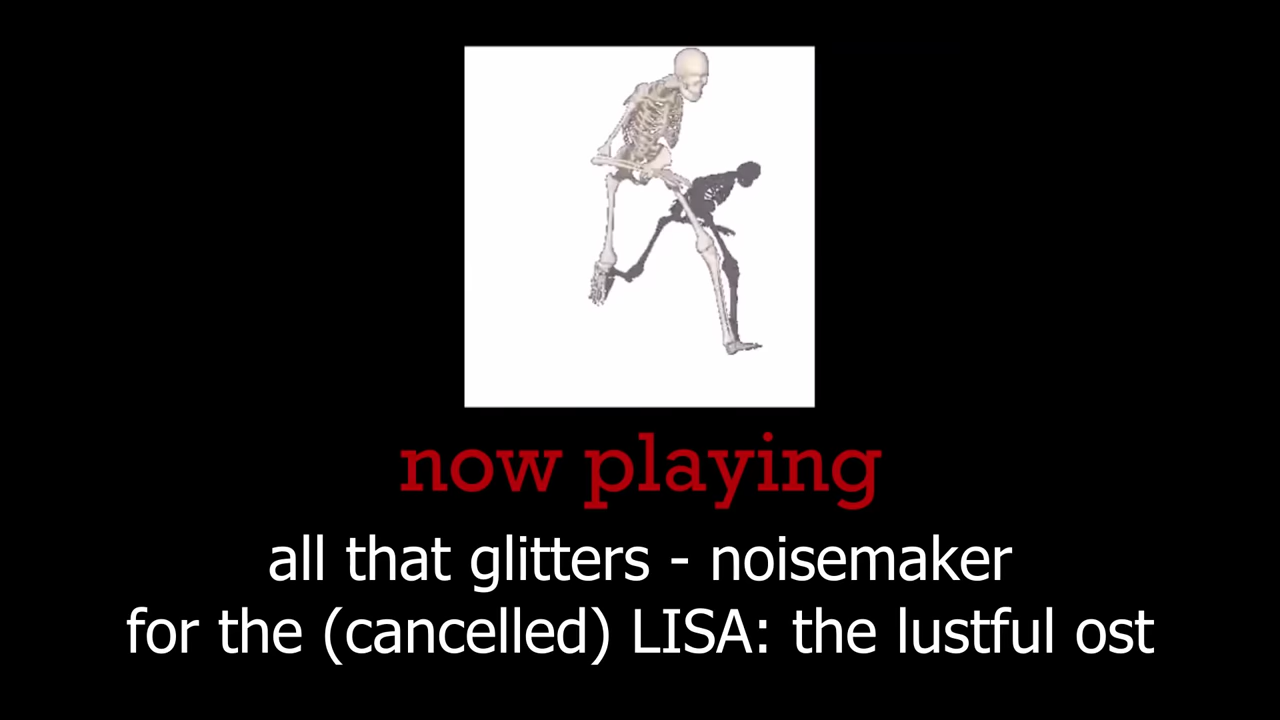 now playing
all that glitters - noisemaker
for the (cancelled) LISA: the lustful ost